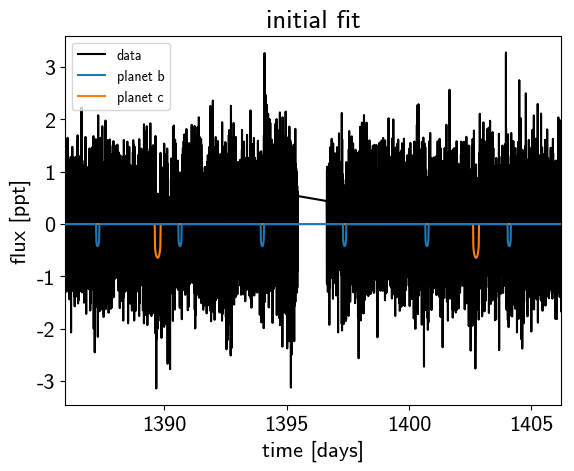 initial fit
data
planet b
planet c
3
2
1
0
-1
-2
-3
flux [ppt]
1390
1395
1400
1405
time [days]